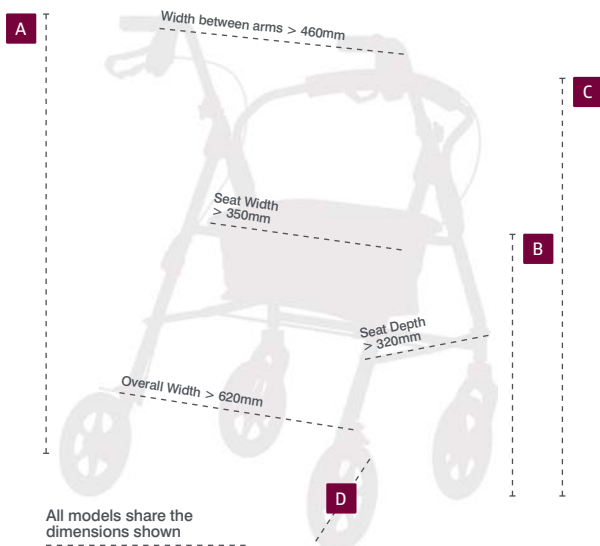 A
Width between arms > 460mm
C
Seat Width
> 350mm
B
Seat Depth
> 320mm
Overall Width > 620mm
D
All models share the
dimensions shown